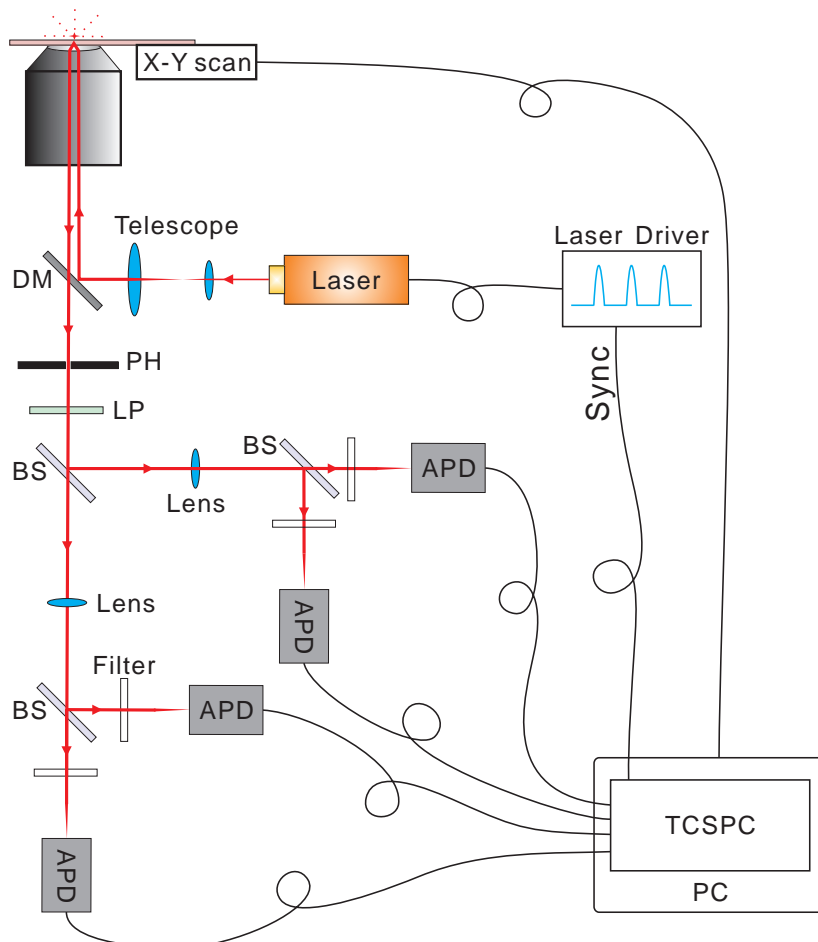 X-Y scan
Telescope
Laser Driver
DM
Laser
PH
Sync
LP
BS
BS
APD
Lens
APD
Lens
Filter
BS
APD
TCSPC
APD
PC